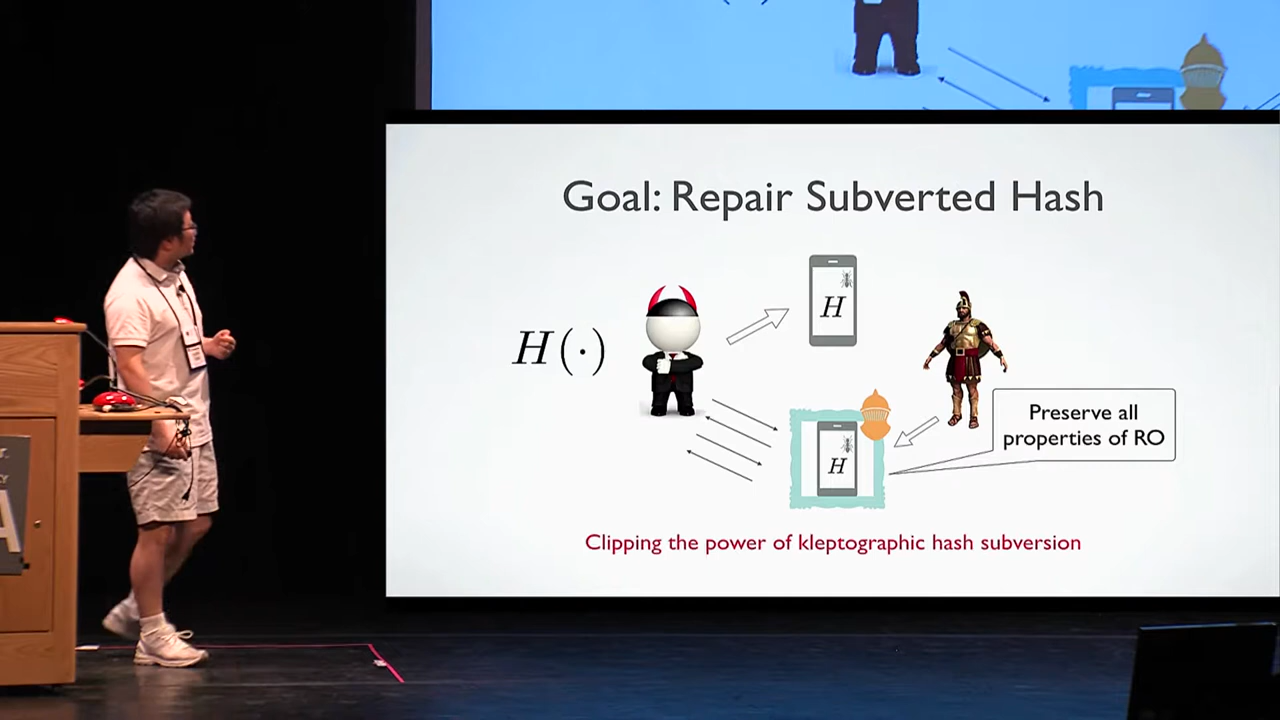 Goal: Repair Subverted Hash
H(·)
H
H
Preserve all
properties of RO
Clipping the power of kleptographic hash subversion